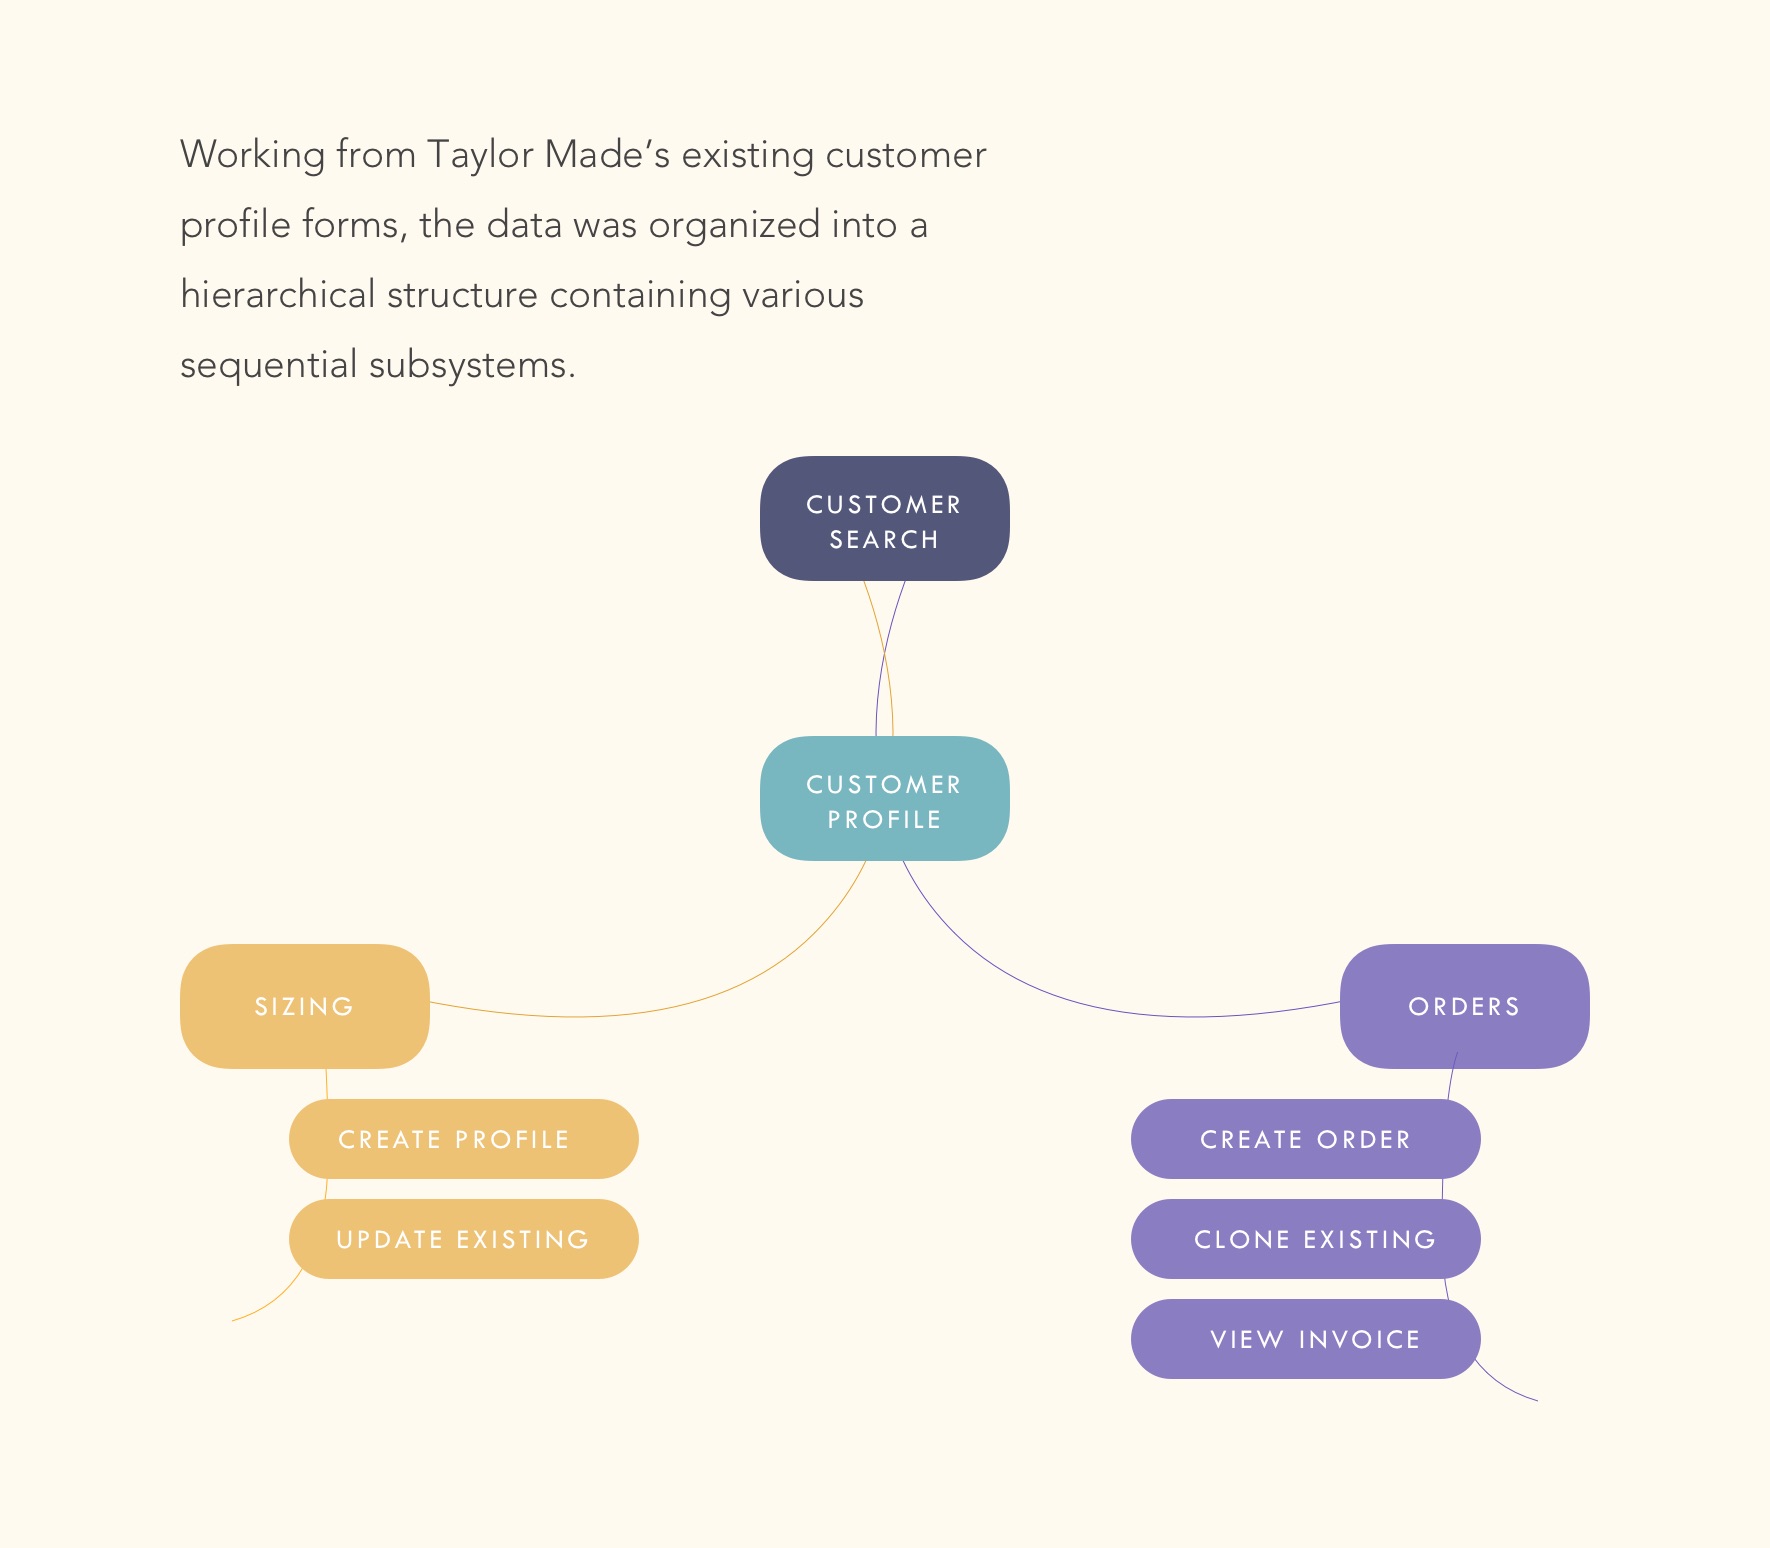 Working from Taylor Made’s existing customer
profile forms, the data was organized into a
hierarchical structure containing various
sequential subsystems.
CUSTOMER
SEARCH
CUSTOMER
PROFILE
SIZING
CREATE PROFILE
UPDATE EXISTING
ORDERS
CREATE ORDER
CLONE EXISTING
VIEW INVOICE